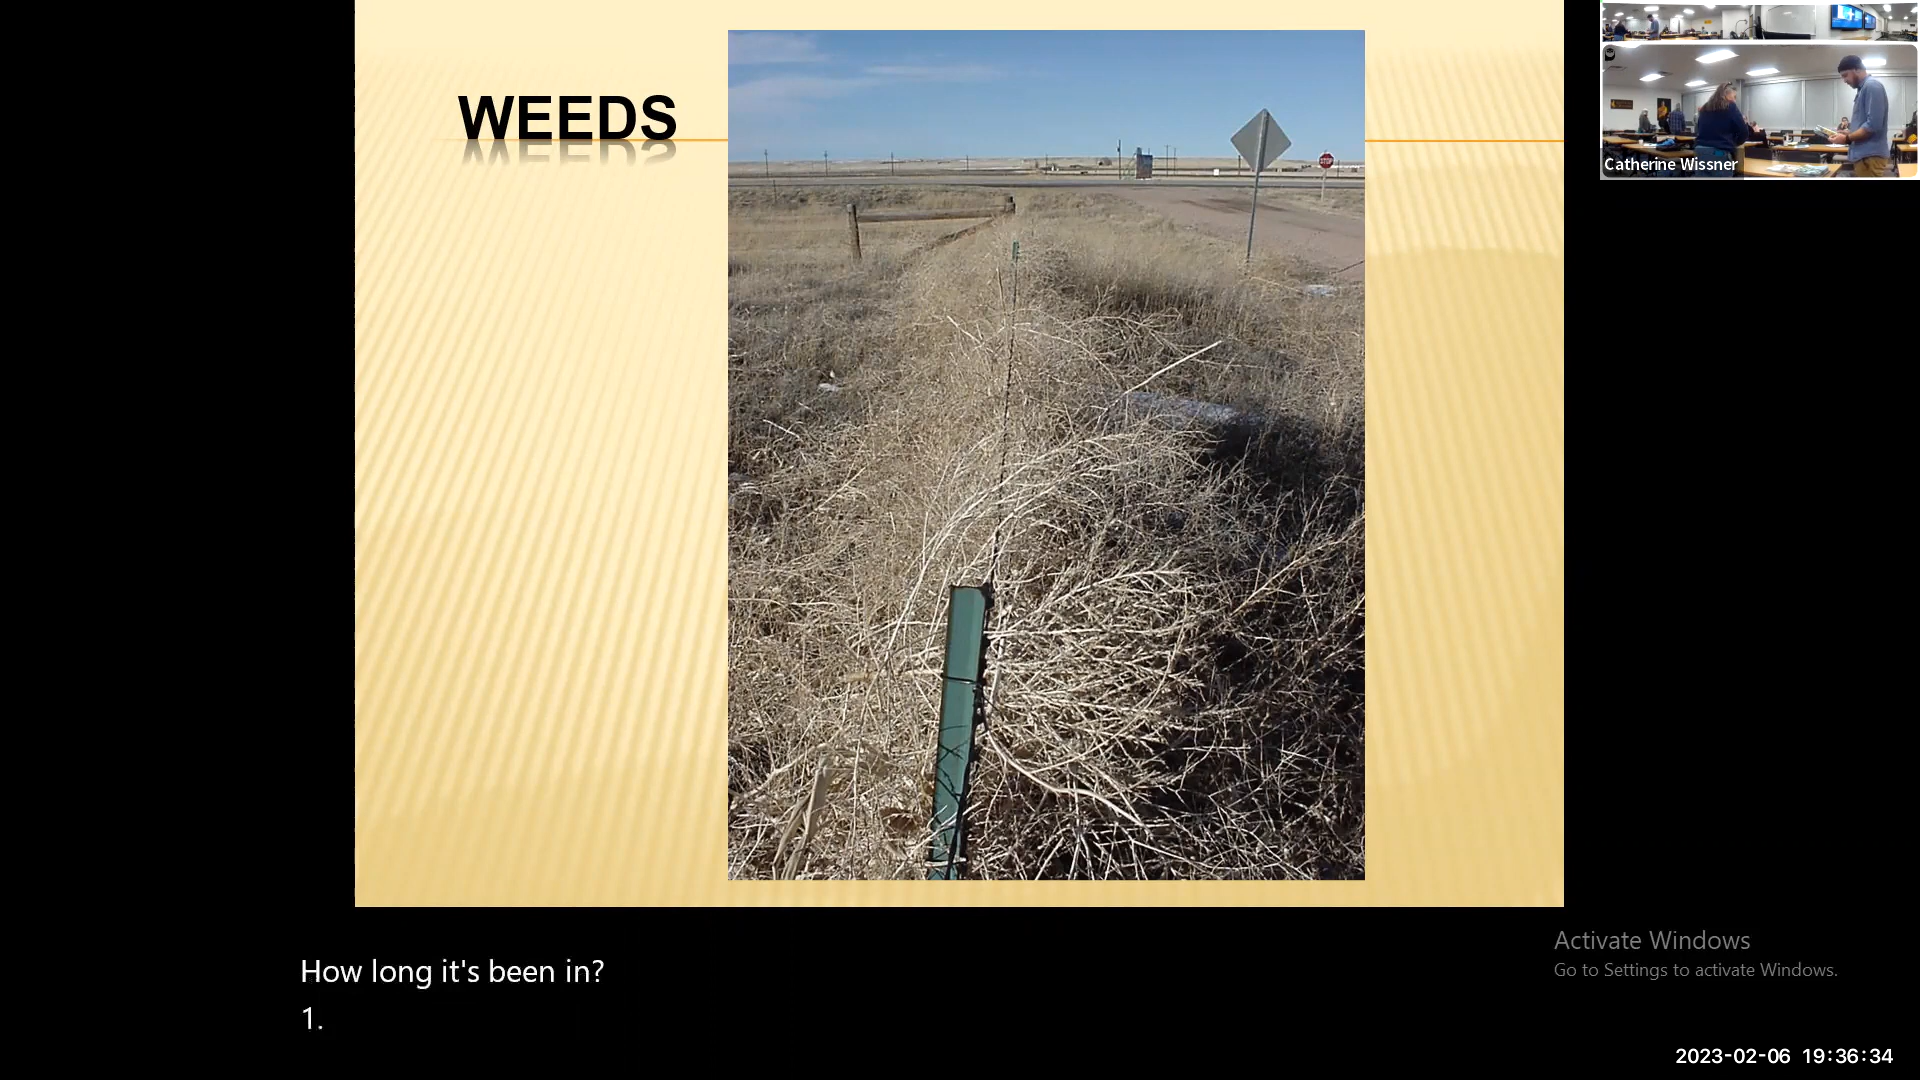 WEEDS
STOP
Catherine Wissner
How long it's been in?
1.
Activate Windows
Go to Settings to activate Windows.
2023-02-06 19:36:34